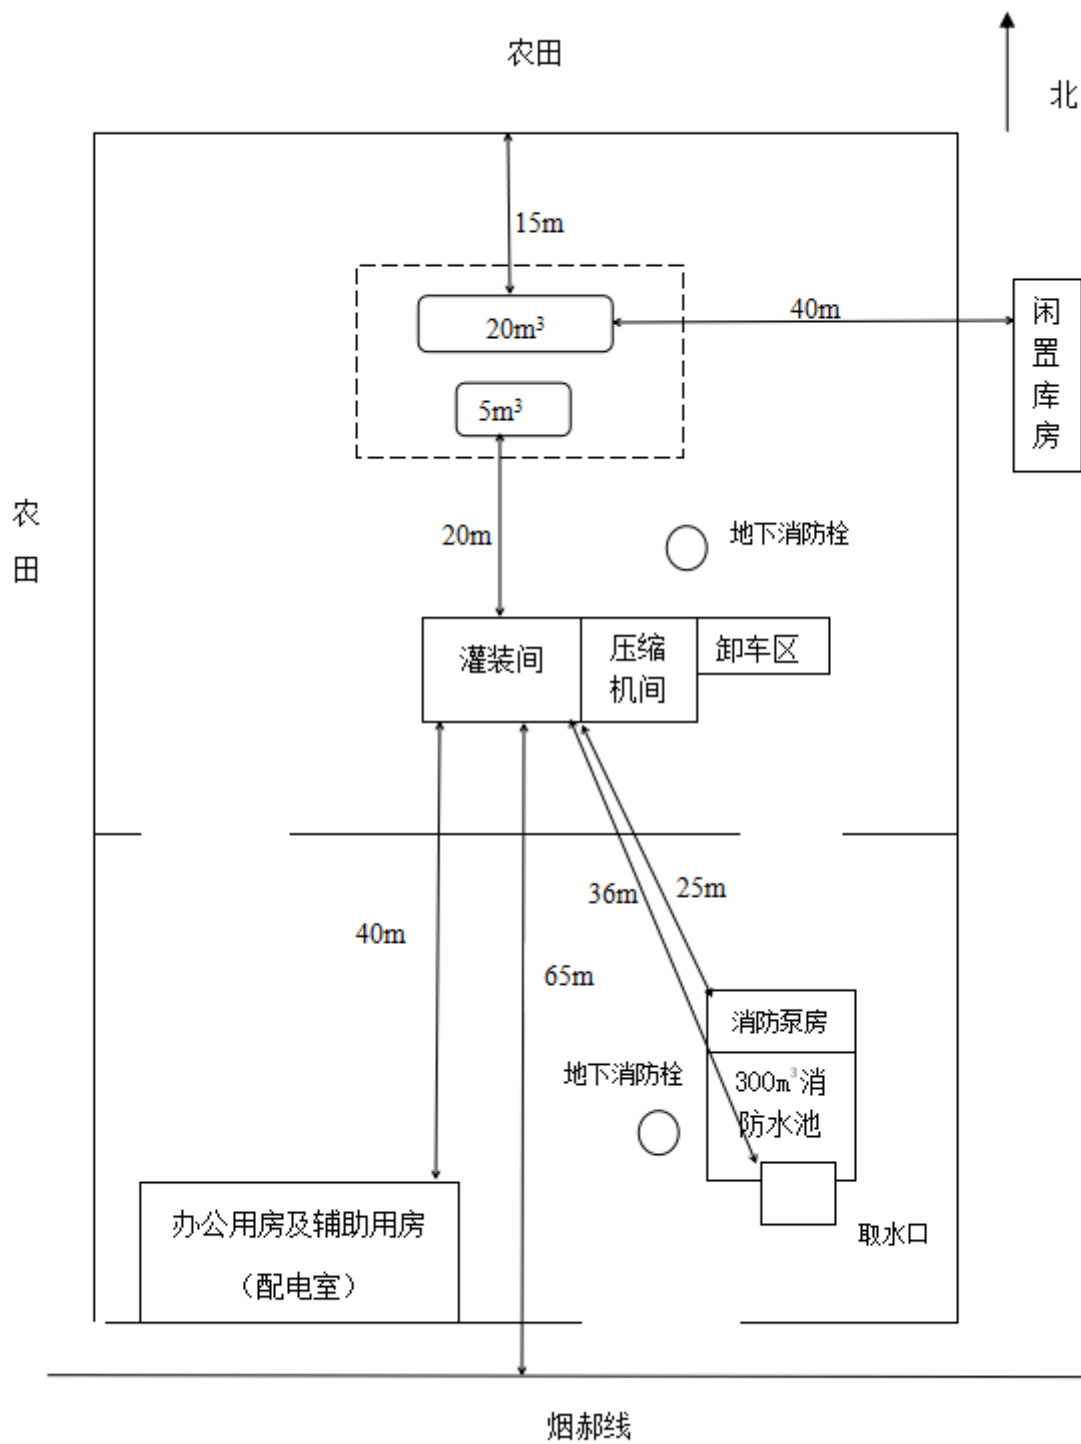 农田
北
15m
20m³
40m
闲置库房
5m³
农田
20m
地下消防栓
灌装间
压缩
机间
卸车区
36m
25m
40m
65m
消防泵房
地下消防栓
300m³消
防水池
办公用房及辅助用房
（配电室）
取水口
烟郝线